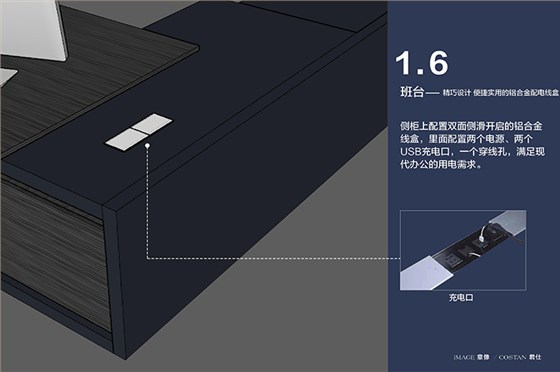 1.6
班台— 精巧设计 便捷实用的铝合金配电线盒
侧柜上配置双面侧滑开启的铝合金
线盒，里面配置两个电源、两个
USB充电口，一个穿线孔，满足现
代办公的用电需求。
充电口
IMAGE 意像 / COSTAN 君仕